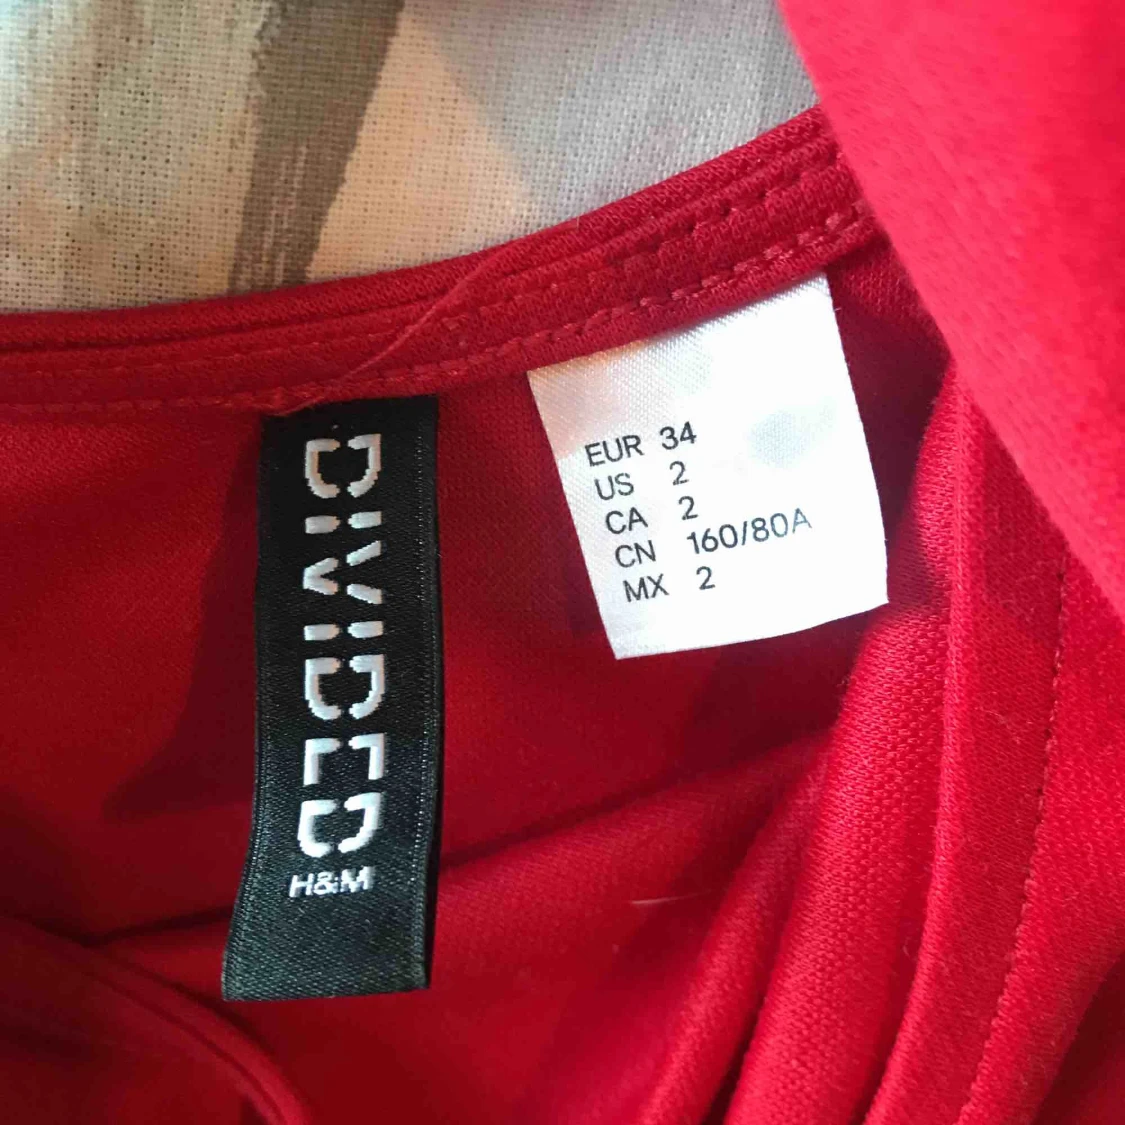 DIVIDED
H&M
EUR 34
US 2
CA 2
CN 160/80A
MX 2